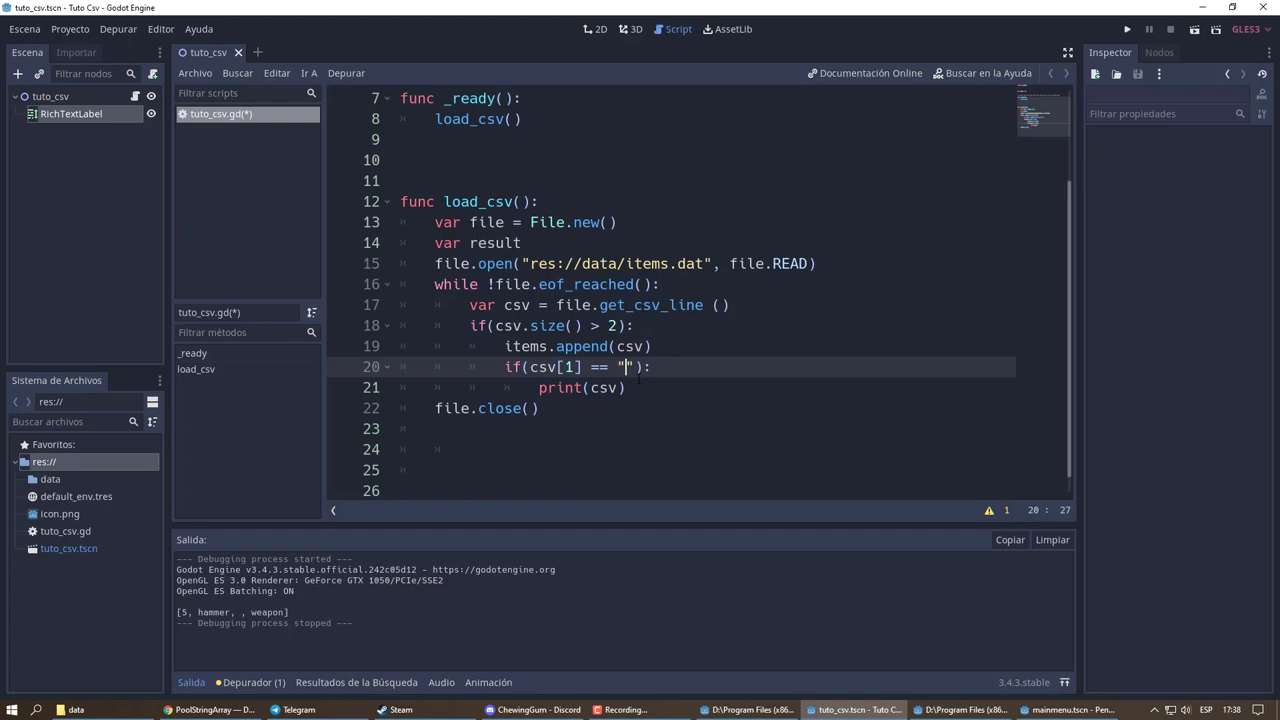 tuto_csv.tscn - Tuto Csv - Godot Engine
Escena Proyecto Depurar Editor Ayuda
2D 3D Script AssetLib
GLES3
Escena Importar
Filtrar nodos
tuto_csv
RichTextLabel
tuto_csv
Archivo Buscar Editar Ir A Depurar
Documentación Online Buscar en la Ayuda
Filtrar scripts
tuto_csv.gd(*)
tuto_csv.gd(*)
Filtrar métodos
_ready
load_csv
7 func _ready():
8 load_csv()
9
10
11
12 func load_csv():
13 var file = File.new()
14 var result
15 file.open("res://data/items.dat", file.READ)
16 while !file.eof_reached():
17 var csv = file.get_csv_line ()
18 if(csv.size() > 2):
19 items.append(csv)
20 if(csv[1] == ""):
21 print(csv)
22 file.close()
23
24
25
26
1 20 : 27
Inspector Nodos
Filtrar propiedades
Sistema de Archivos
res://
Buscar archivos
Favoritos:
res://
data
default_env.tres
icon.png
tuto_csv.gd
tuto_csv.tscn
Salida: Copiar Limpiar
--- Debugging process started ---
Godot Engine v3.4.3.stable.official.242c05d12 - https://godotengine.org
OpenGL ES 3.0 Renderer: GeForce GTX 1050/PCIe/SSE2
OpenGL ES Batching: ON
[5, hammer, , weapon]
--- Debugging process stopped ---
Salida Depurador (1) Resultados de la Búsqueda Audio Animación 3.4.3.stable
data PoolStringArray (... Telegram Steam ChewingGum - Discord Recording... D:\Program Files (x86... tuto_csv.tscn - Tuto C... D:\Program Files (x86... mainmenu.tscn - Pen... ESP 17:38